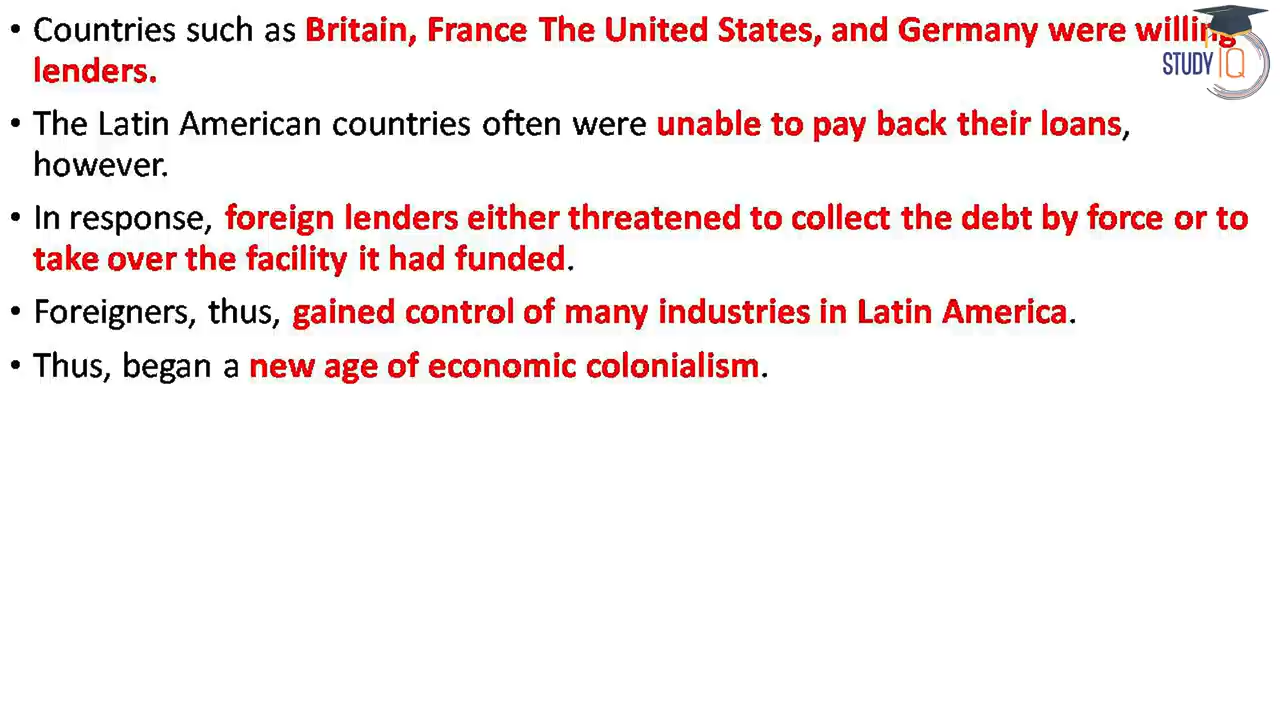 • Countries such as Britain, France The United States, and Germany were willing
lenders.
• The Latin American countries often were unable to pay back their loans,
however.
• In response, foreign lenders either threatened to collect the debt by force or to
take over the facility it had funded.
• Foreigners, thus, gained control of many industries in Latin America.
• Thus, began a new age of economic colonialism.
STUDY IQ